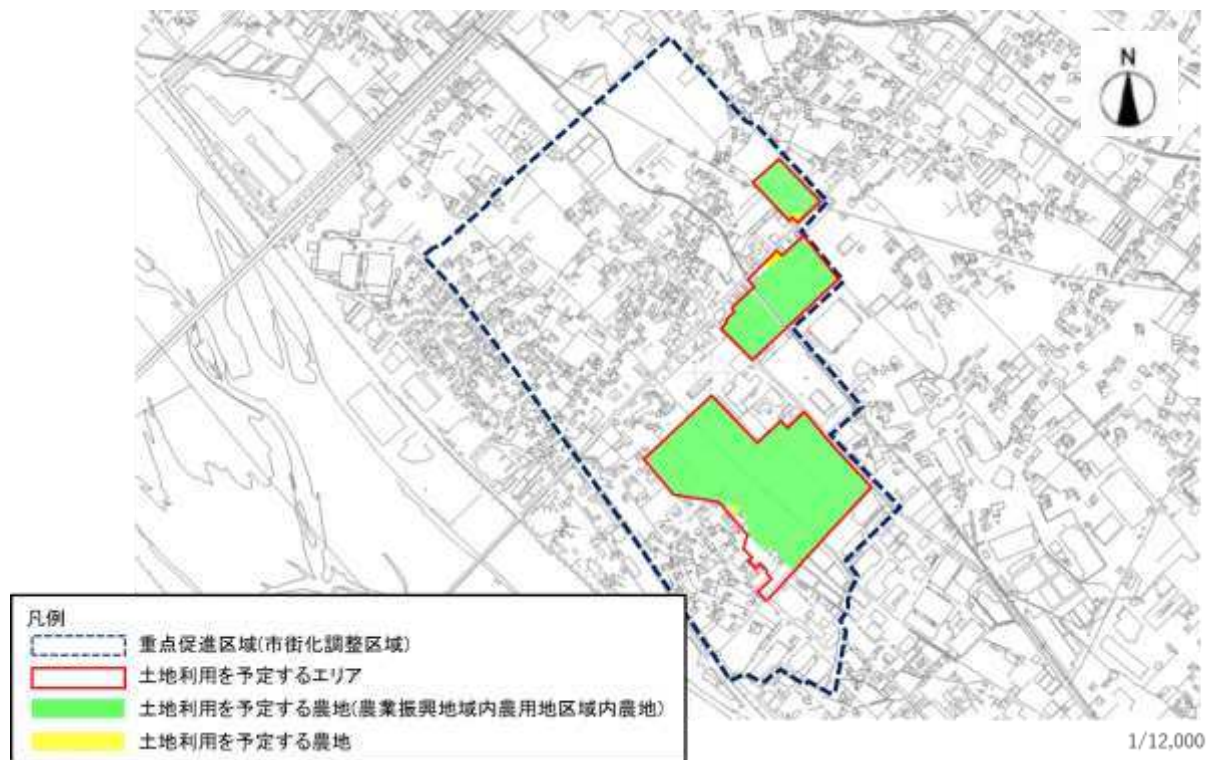 N
凡例
重点促進区域(市街化調整区域)
土地利用を予定するエリア
土地利用を予定する農地(農業振興地域内農用地区域内農地)
土地利用を予定する農地
1/12,000